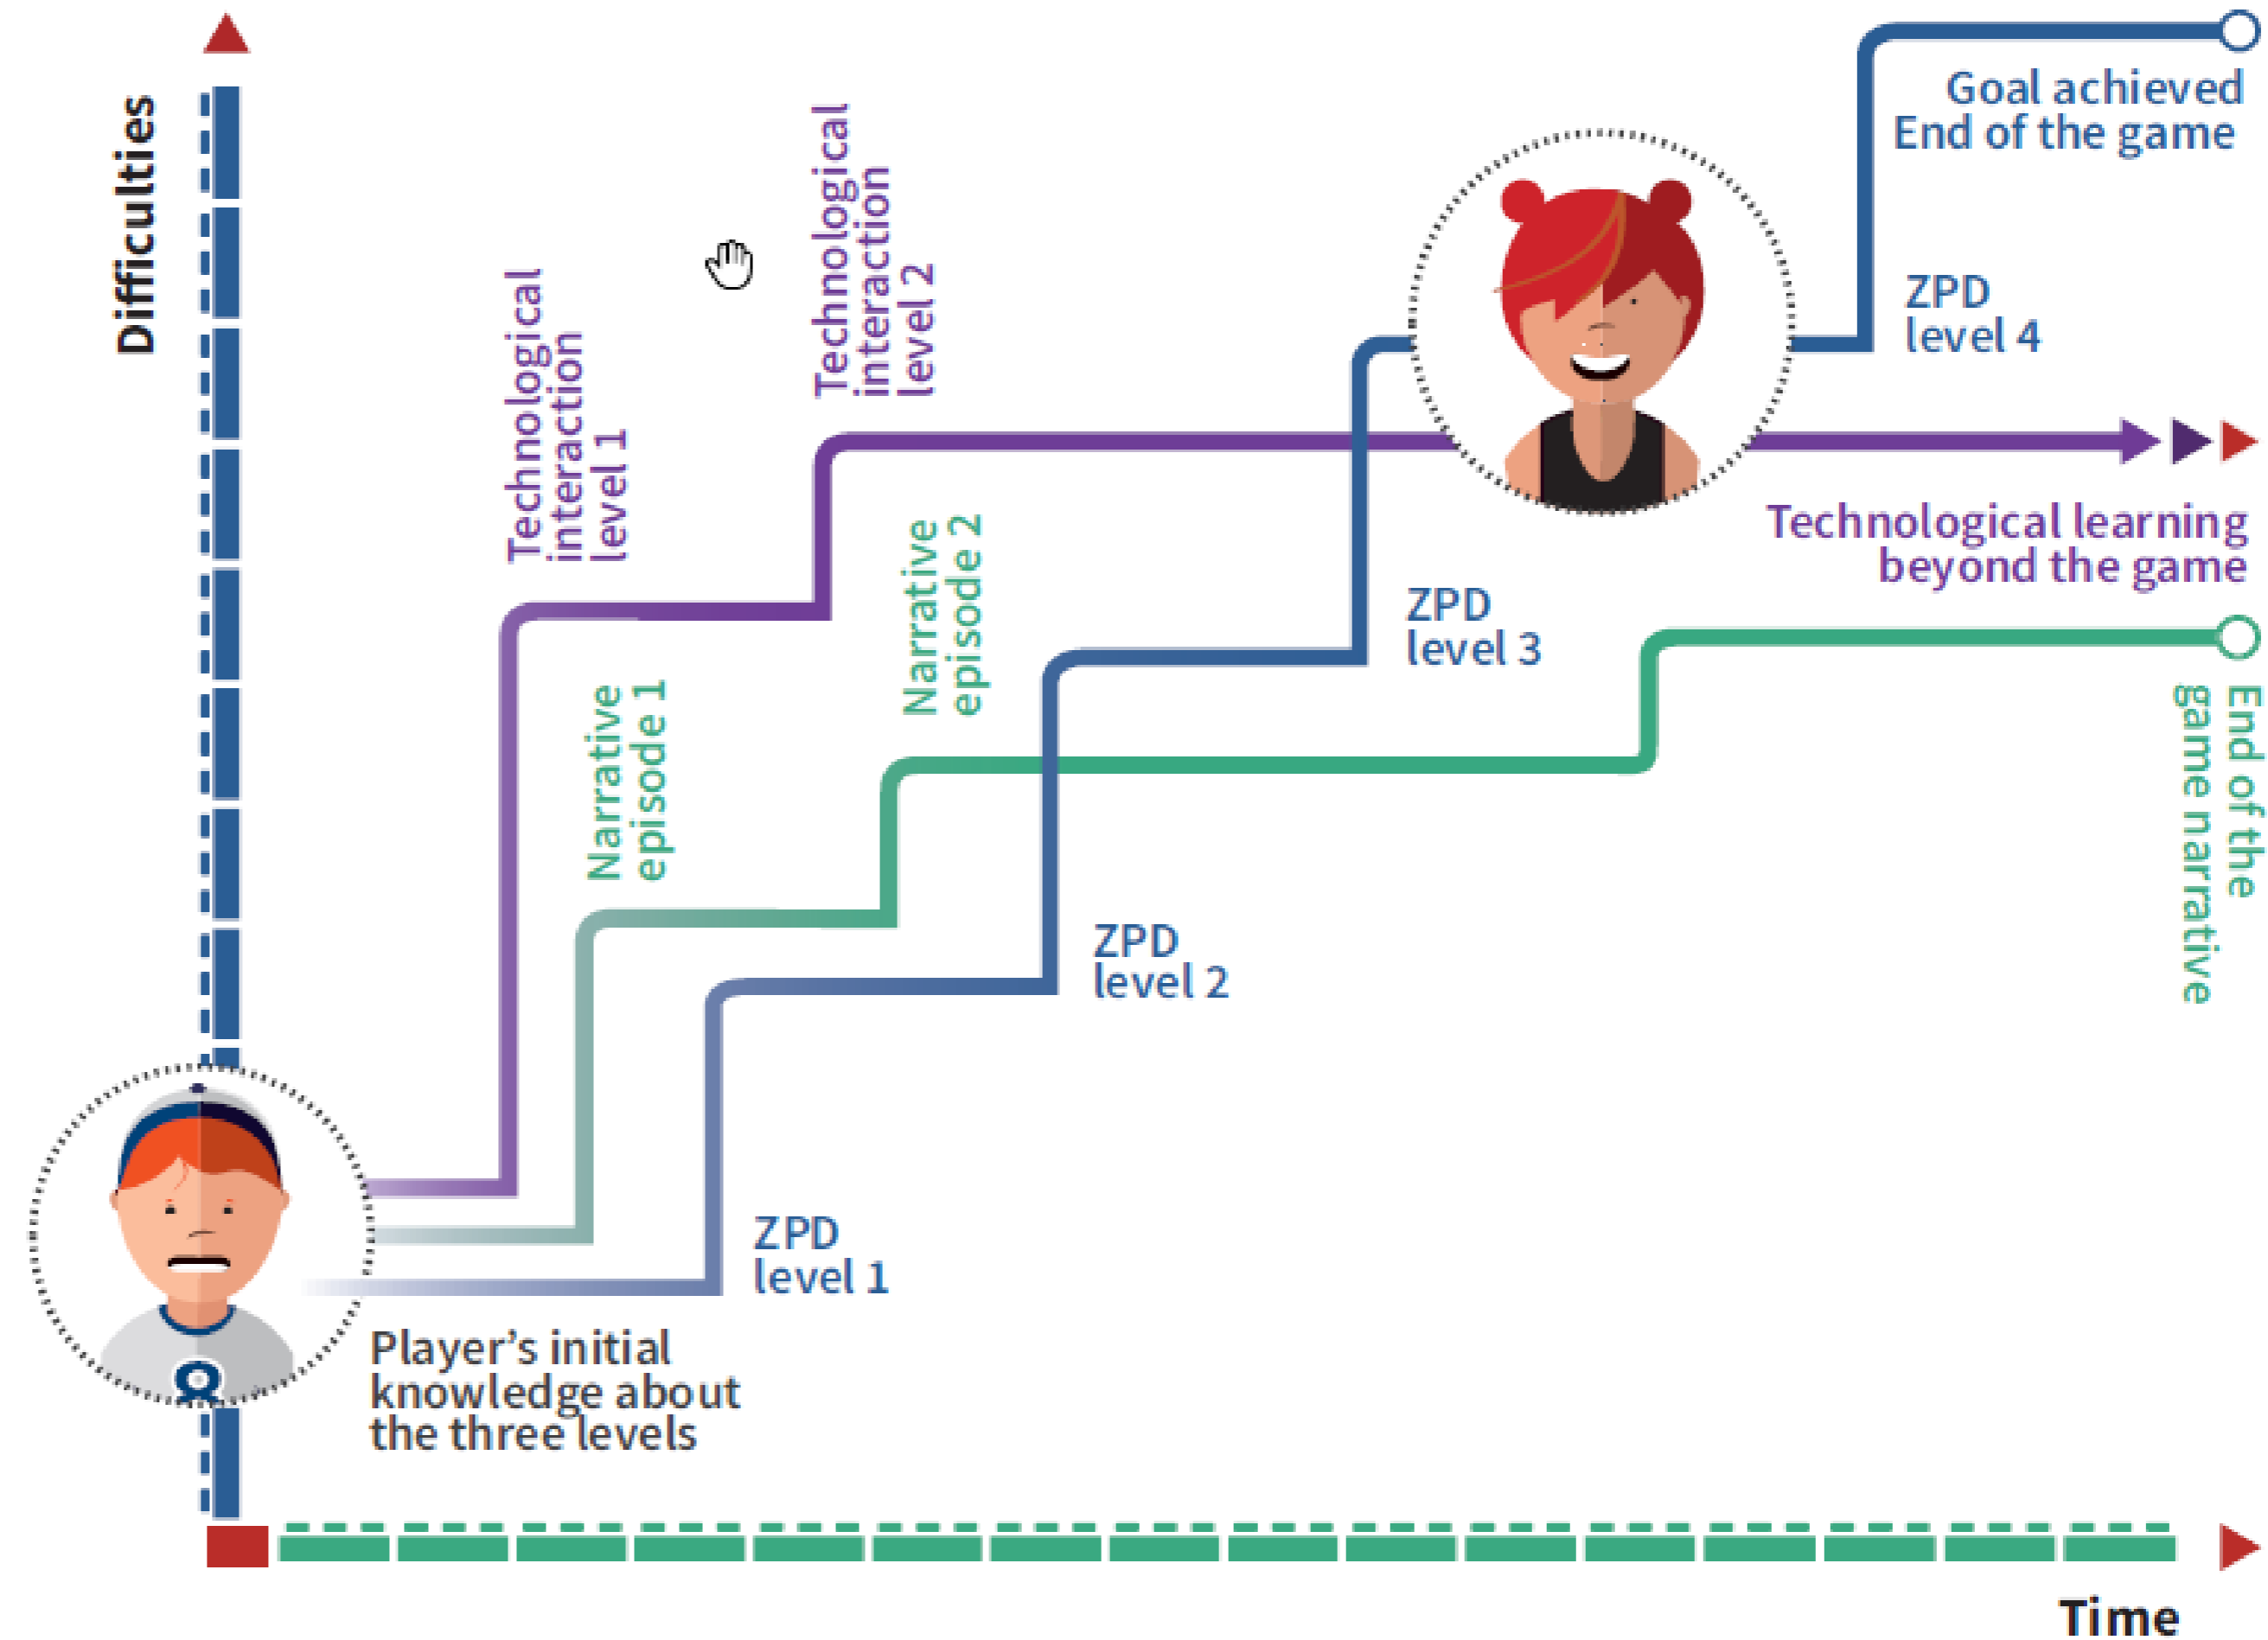 Difficulties
Technological
interaction
level 1
Technological
interaction
level 2
Goal achieved
End of the game
ZPD
level 4
Technological learning
beyond the game
Narrative
episode 1
Narrative
episode 2
ZPD
level 3
End of the
game narrative
ZPD
level 2
ZPD
level 1
Player’s initial
knowledge about
the three levels
Time